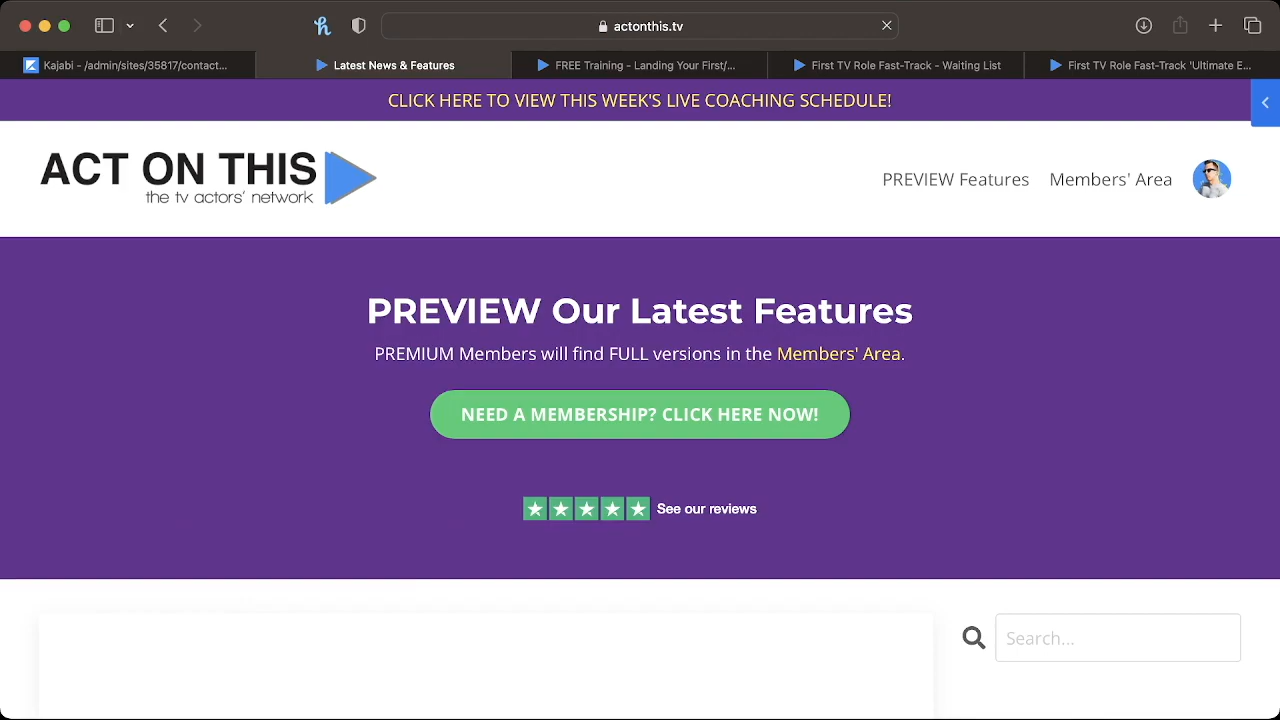 actonthis.tv
Kajabi - /admin/sites/35817/contact...
Latest News & Features
FREE Training - Landing Your First/...
First TV Role Fast-Track - Waiting List
First TV Role Fast-Track 'Ultimate E...
CLICK HERE TO VIEW THIS WEEK'S LIVE COACHING SCHEDULE!
ACT ON THIS
the tv actors' network
PREVIEW Features
Members' Area
PREVIEW Our Latest Features
PREMIUM Members will find FULL versions in the Members' Area.
NEED A MEMBERSHIP? CLICK HERE NOW!
See our reviews
Search...